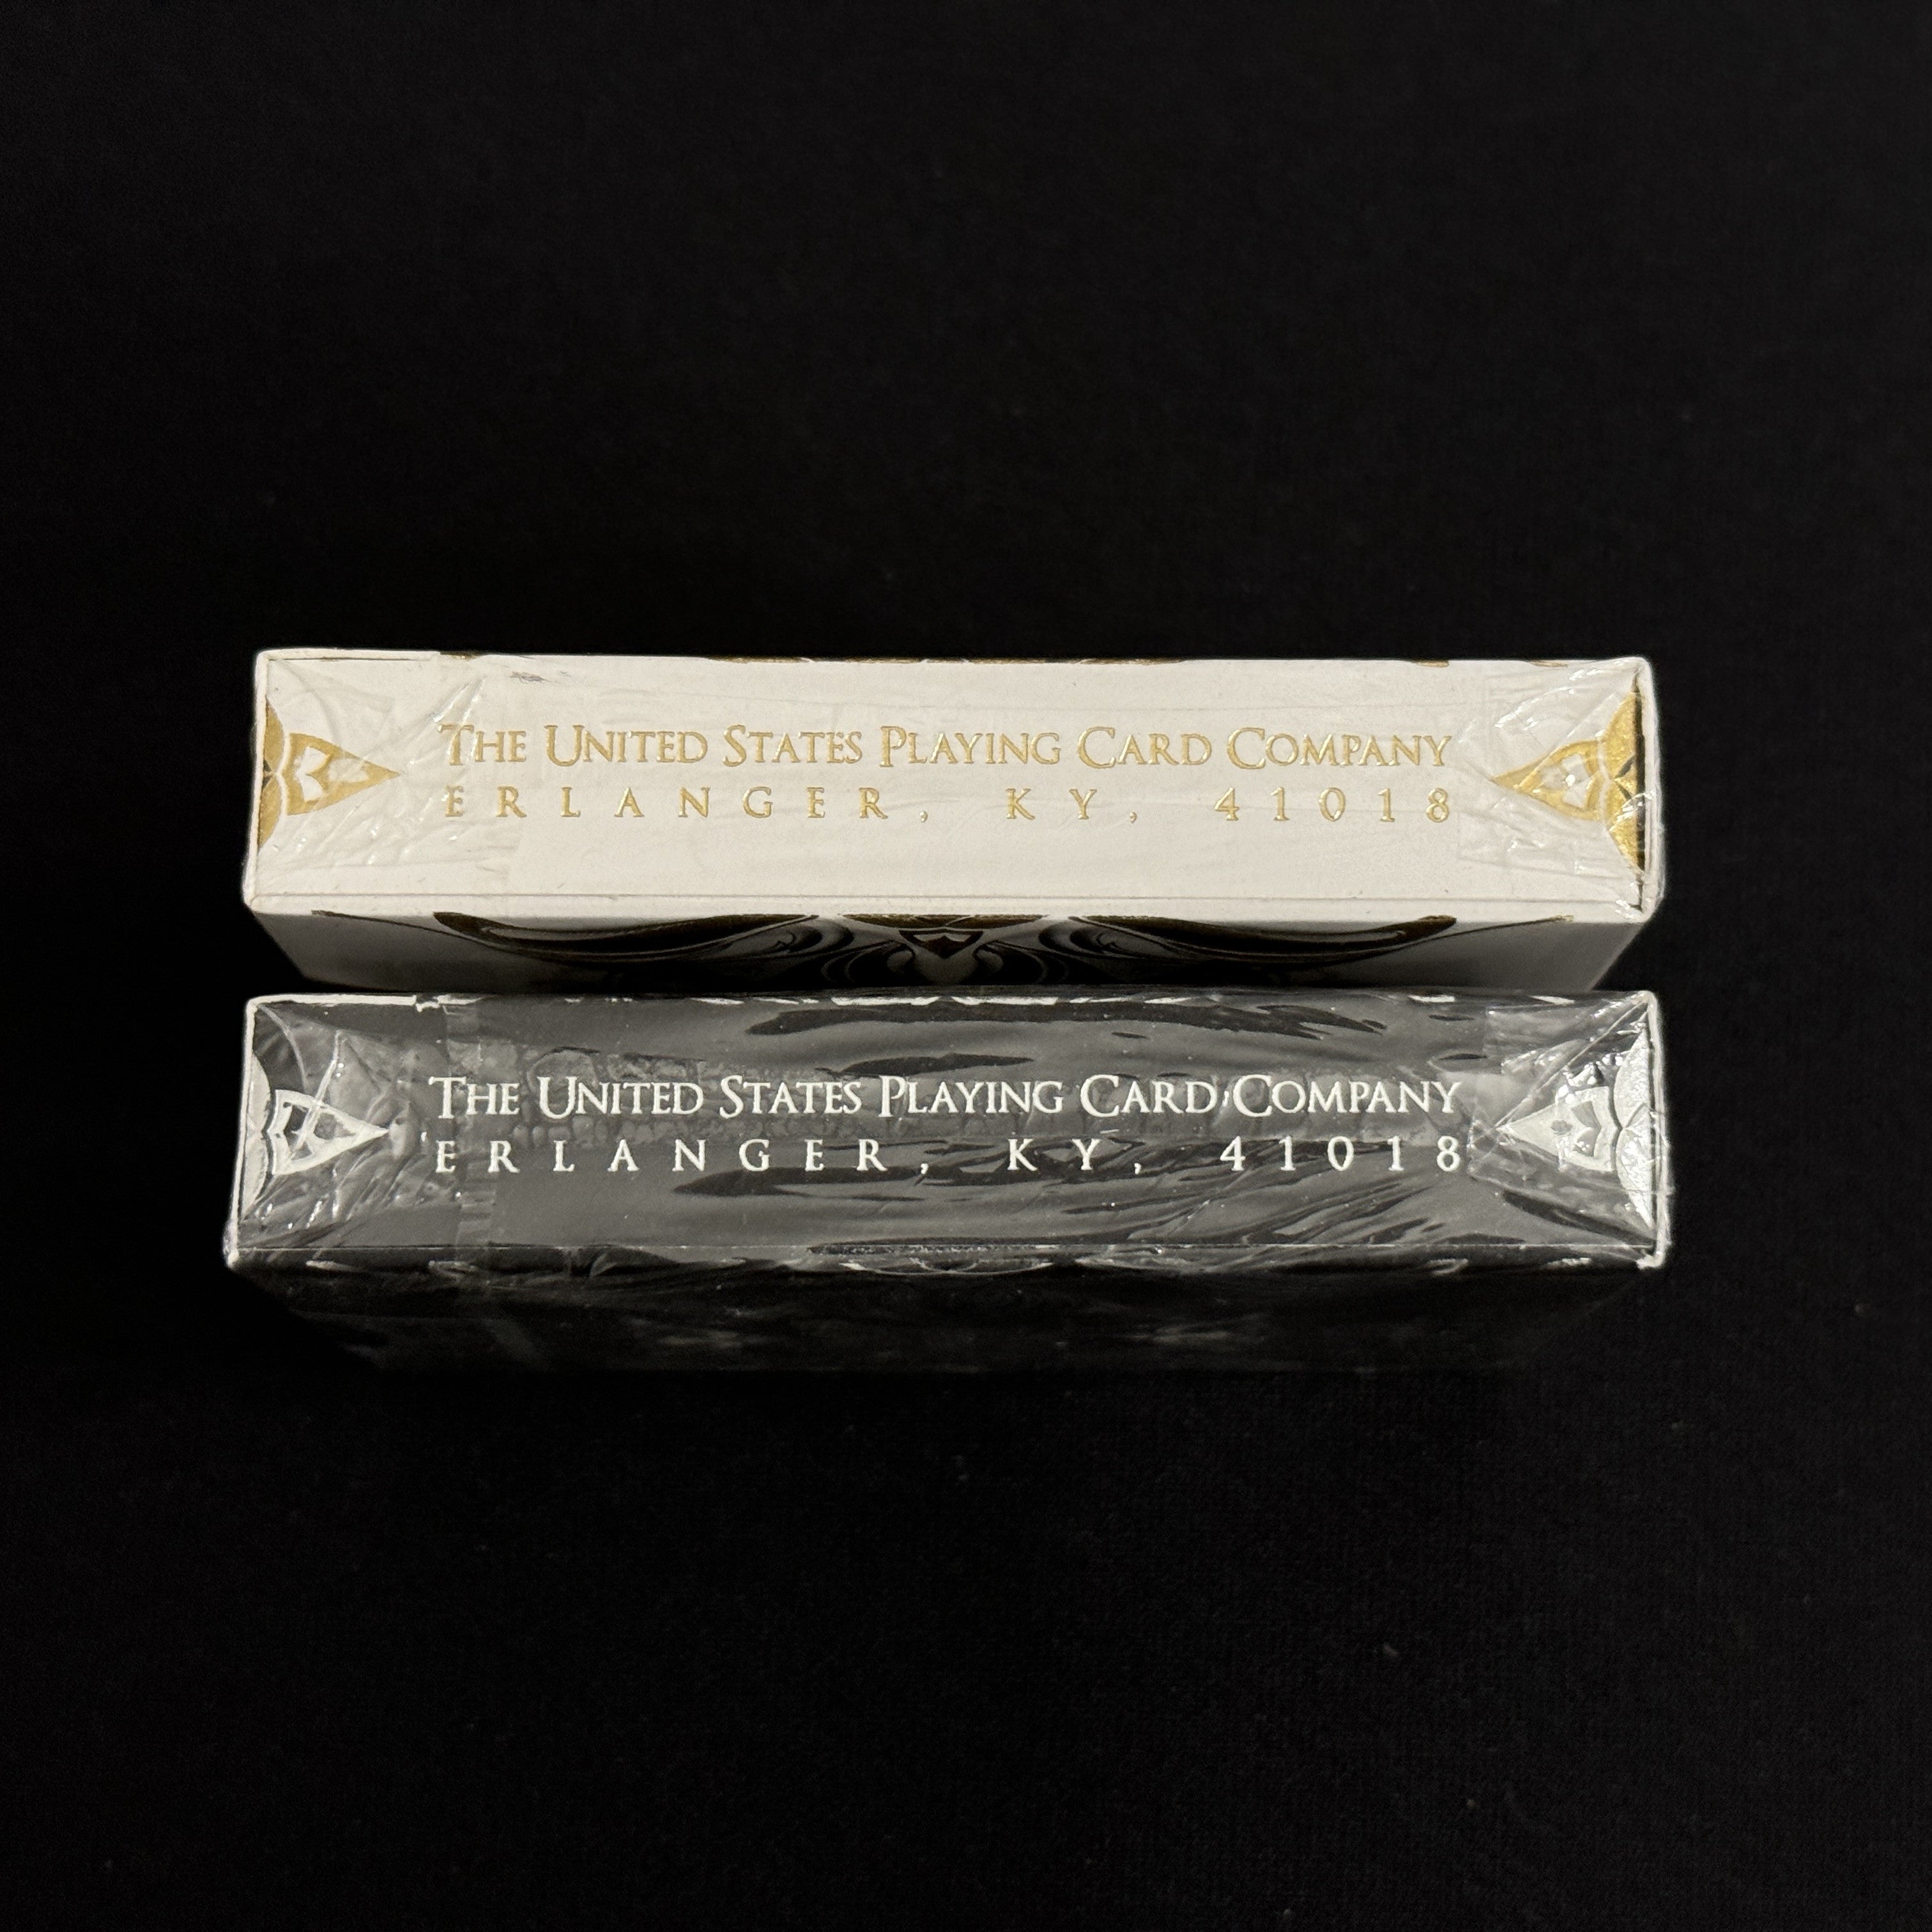 THE UNITED STATES PLAYING CARD COMPANY
ERLANGER, KY, 41018
THE UNITED STATES PLAYING CARD COMPANY
ERLANGER, KY, 41018